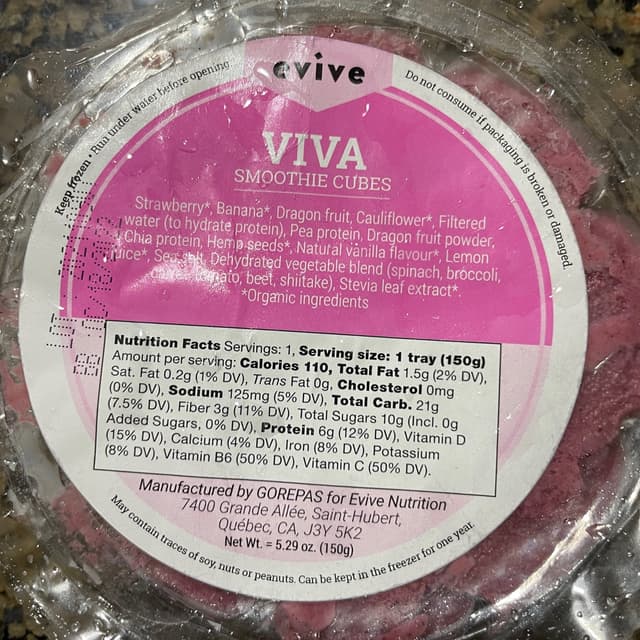 evive
Keep frozen • Run under water before opening
Do not consume if packaging is broken or damaged.
VIVA
SMOOTHIE CUBES
Strawberry*, Banana*, Dragon fruit, Cauliflower*, Filtered
water (to hydrate protein), Pea protein, Dragon fruit powder,
Chia protein, Hemp seeds*, Natural vanilla flavour*, Lemon
juice*, Sea salt, Dehydrated vegetable blend (spinach, broccoli,
carrot, tomato, beet, shiitake), Stevia leaf extract*.
*Organic ingredients
Nutrition Facts Servings: 1, Serving size: 1 tray (150g)
Amount per serving: Calories 110, Total Fat 1.5g (2% DV),
Sat. Fat 0.2g (1% DV), Trans Fat 0g, Cholesterol 0mg
(0% DV), Sodium 125mg (5% DV), Total Carb. 21g
(7.5% DV), Fiber 3g (11% DV), Total Sugars 10g (Incl. 0g
Added Sugars, 0% DV), Protein 6g (12% DV), Vitamin D
(15% DV), Calcium (4% DV), Iron (8% DV), Potassium
(8% DV), Vitamin B6 (50% DV), Vitamin C (50% DV).
Manufactured by GOREPAS for Evive Nutrition
7400 Grande Allée, Saint-Hubert,
Québec, CA, J3Y 5K2
Net Wt. = 5.29 oz. (150g)
May contain traces of soy, nuts or peanuts. Can be kept in the freezer for one year.